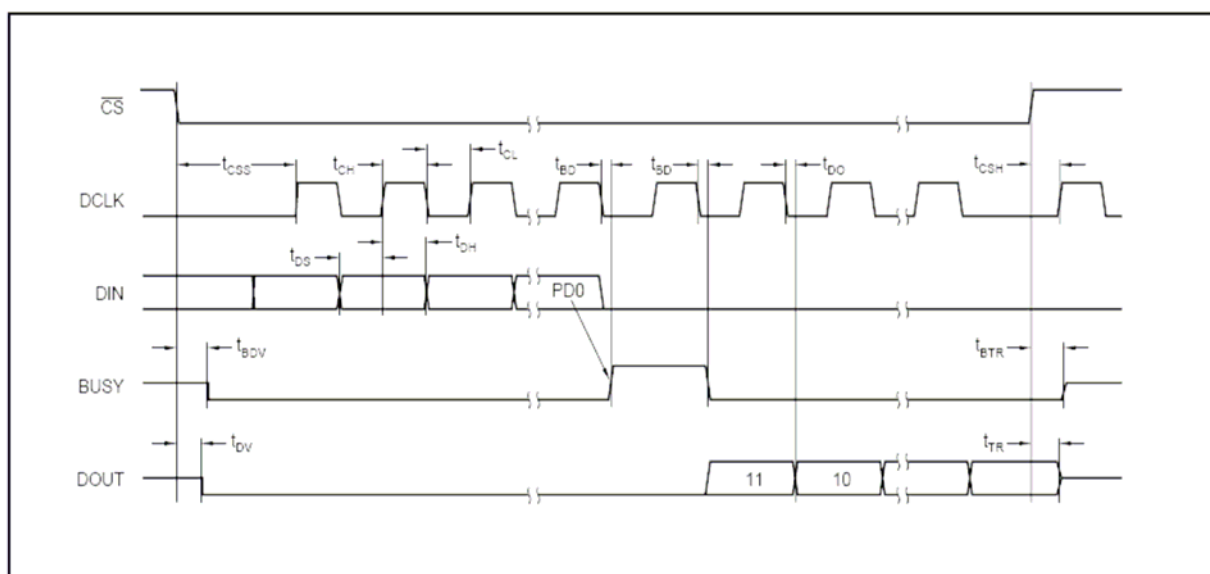 CS
tCSS
tCH
tCL
tBD
tBD
tDO
tCSH
DCLK
tDS
tDH
DIN
PD0
tBDV
tBTR
BUSY
tDV
tTR
DOUT
11
10